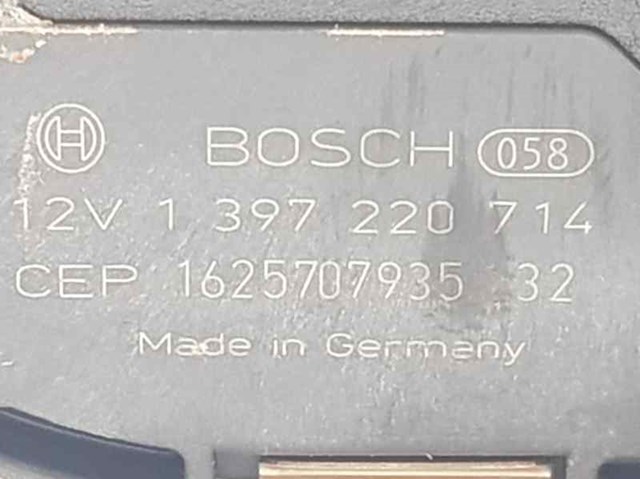 BOSCH 058
12V 1 397 220 714
CEP 1625707935 32
Made in Germany